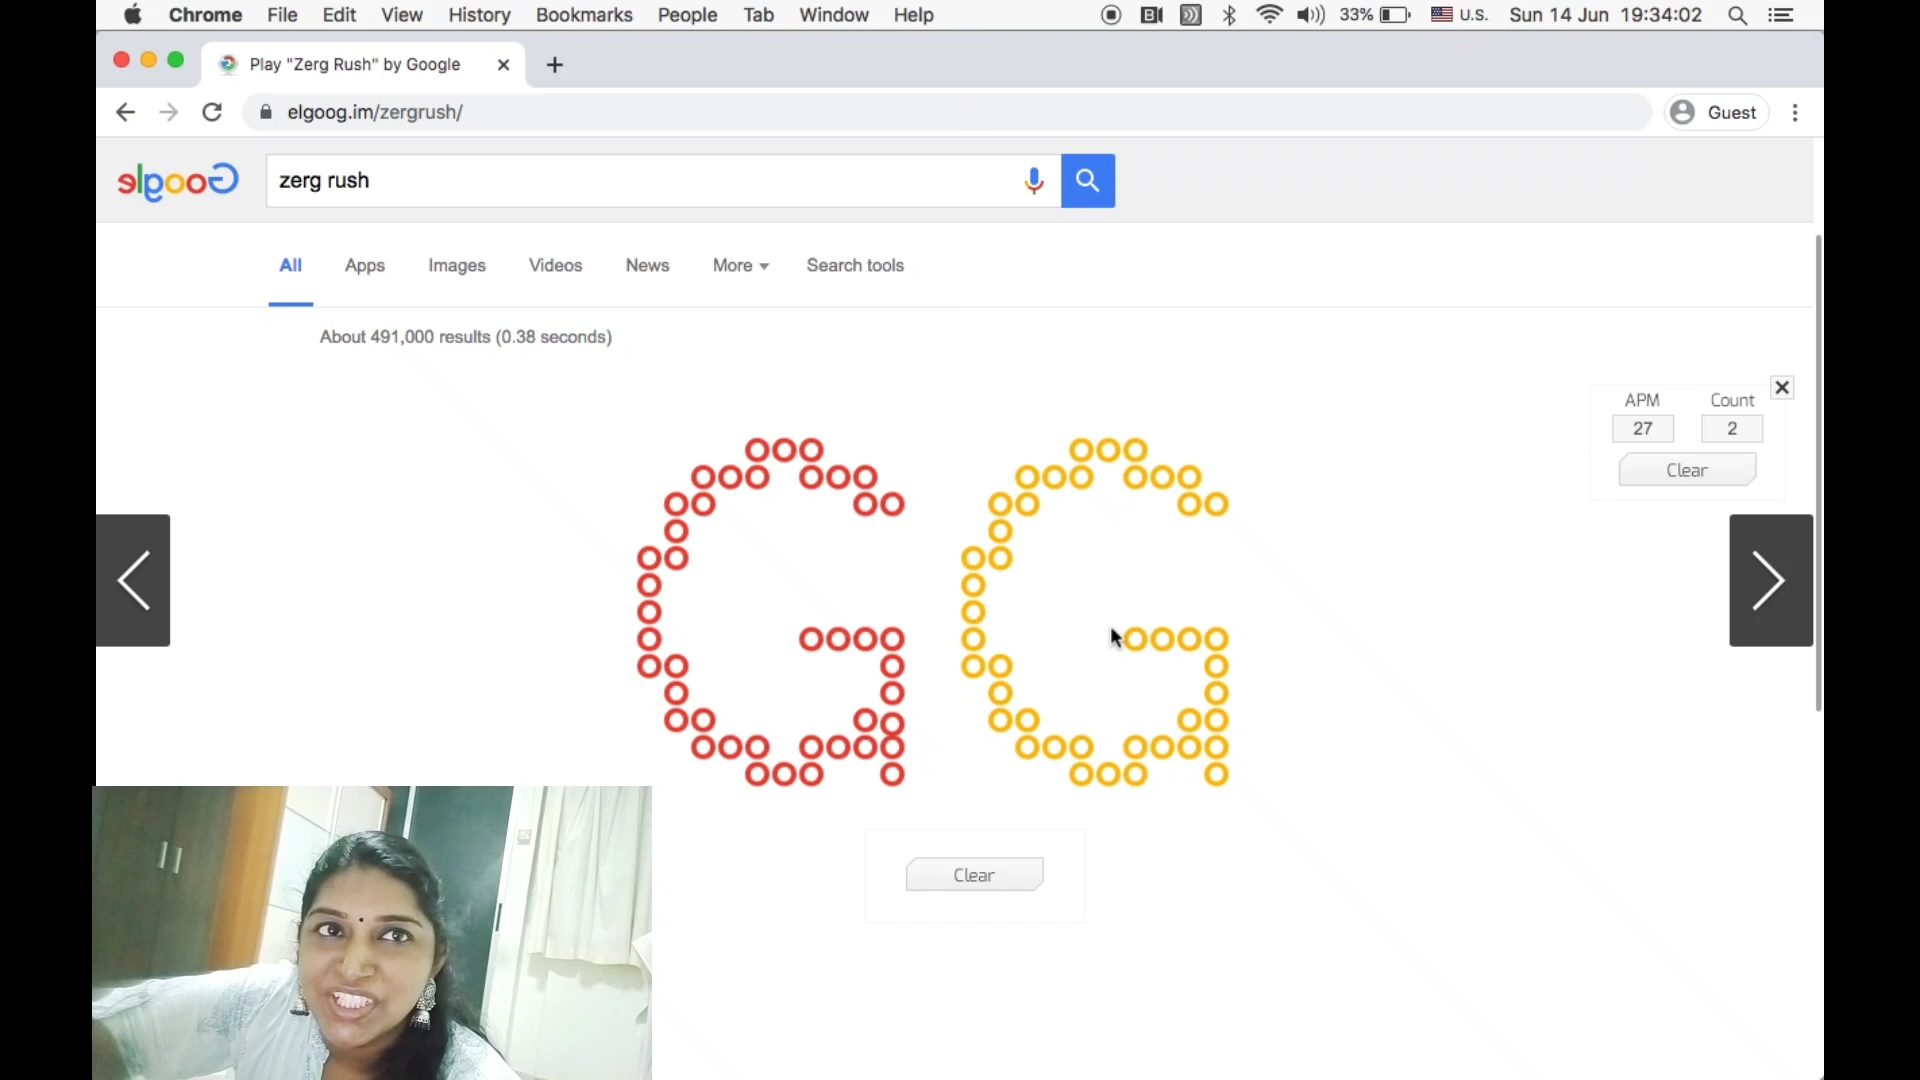 Chrome File Edit View History Bookmarks People Tab Window Help 33% U.S. Sun 14 Jun 19:34:02
Play "Zerg Rush" by Google
elgoog.im/zergrush/ Guest
elgooG zerg rush
All Apps Images Videos News More Search tools
About 491,000 results (0.38 seconds)
APM Count
27 2
Clear
GG
Clear